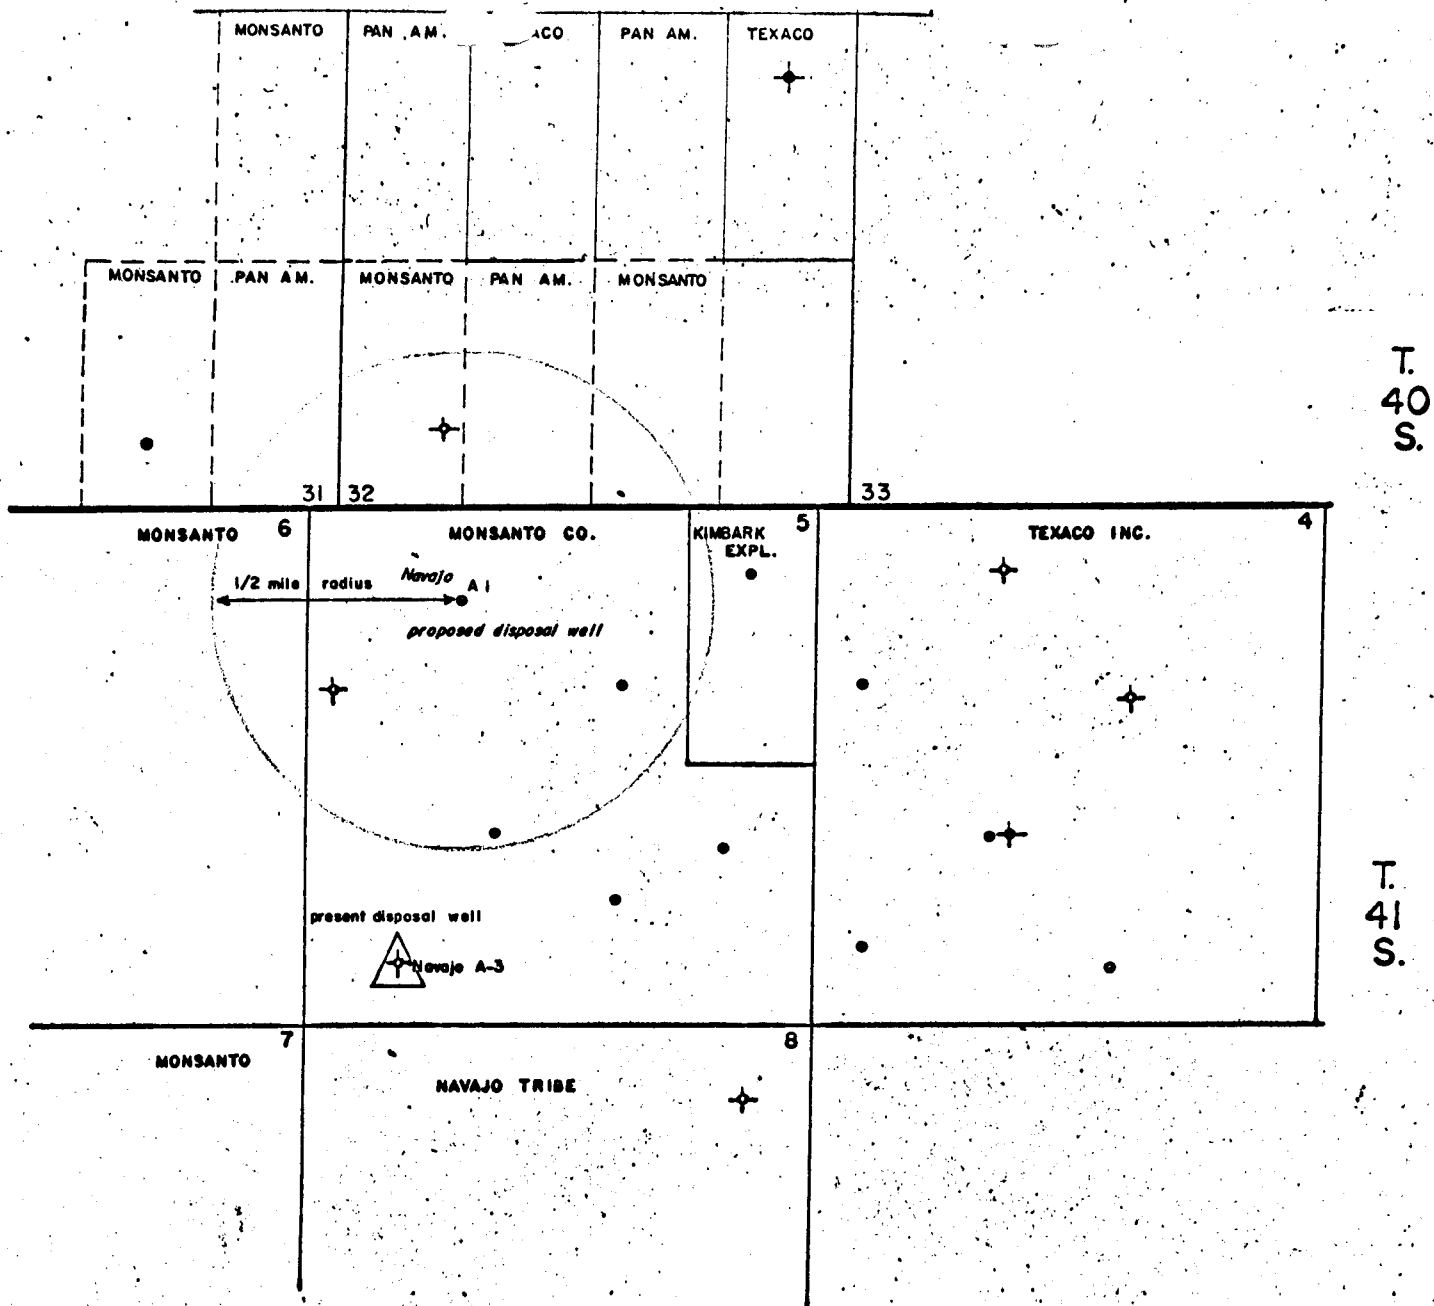 MONSANTO PAN AM. PAN AM. TEXACO
MONSANTO PAN AM. MONSANTO PAN AM. MONSANTO
T.
40
S.
31 32 33
MONSANTO 6 MONSANTO CO. KIMBARK
EXPL. 5 TEXACO INC. 4
1/2 mile radius Navajo A 1
proposed disposal well
present disposal well
Navajo A-3
T.
41
S.
7 8
MONSANTO
NAVAJO TRIBE